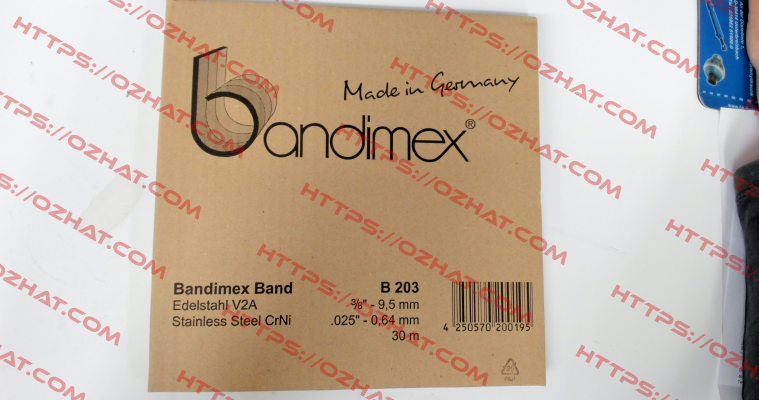 Made in Germany
bandimex®
Bandimex Band B 203
Edelstahl V2A ⅜" - 9,5 mm
Stainless Steel CrNi .025" - 0,64 mm
30 m
4 250570 200195
HTTPS://OZHAT.COM